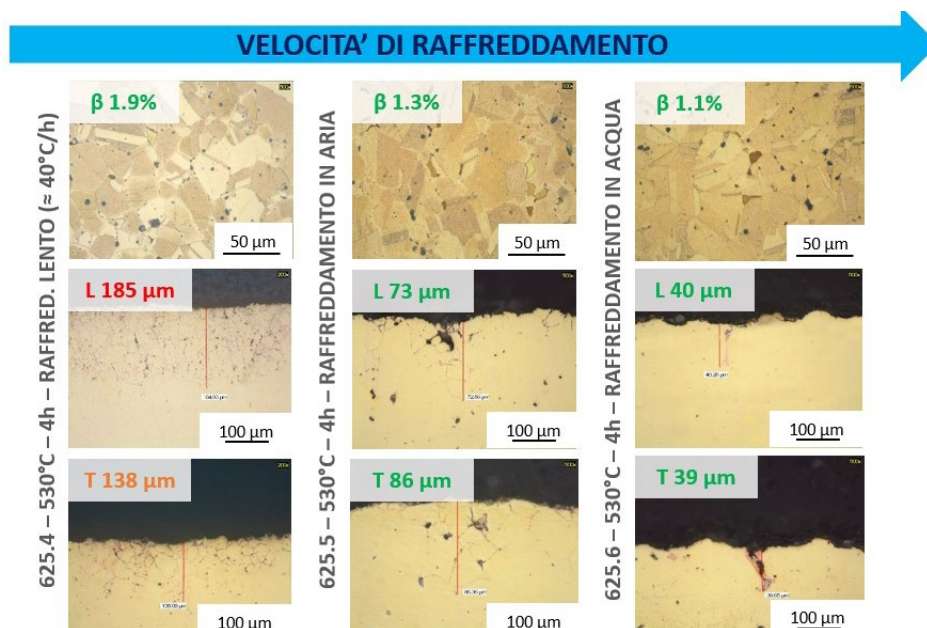 VELOCITA’ DI RAFFREDDAMENTO
625.4 – 530°C – 4h – RAFFRED. LENTO (≈ 40°C/h)
β 1.9%
50 µm
L 185 µm
100 µm
T 138 µm
100 µm
625.5 – 530°C – 4h – RAFFREDDAMENTO IN ARIA
β 1.3%
50 µm
L 73 µm
100 µm
T 86 µm
100 µm
625.6 – 530°C – 4h – RAFFREDDAMENTO IN ACQUA
β 1.1%
50 µm
L 40 µm
100 µm
T 39 µm
100 µm